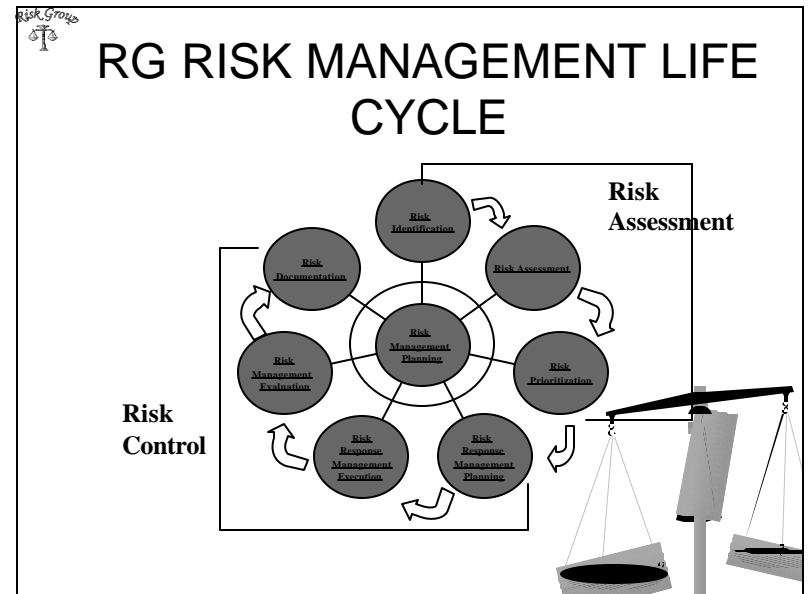 Risk Group
RG RISK MANAGEMENT LIFE
CYCLE
Risk
Assessment
Risk
Identification
Risk Assessment
Risk
Prioritization
Risk
Response
Management
Planning
Risk
Response
Management
Execution
Risk
Management
Evaluation
Risk
Documentation
Risk
Management
Planning
Risk
Control